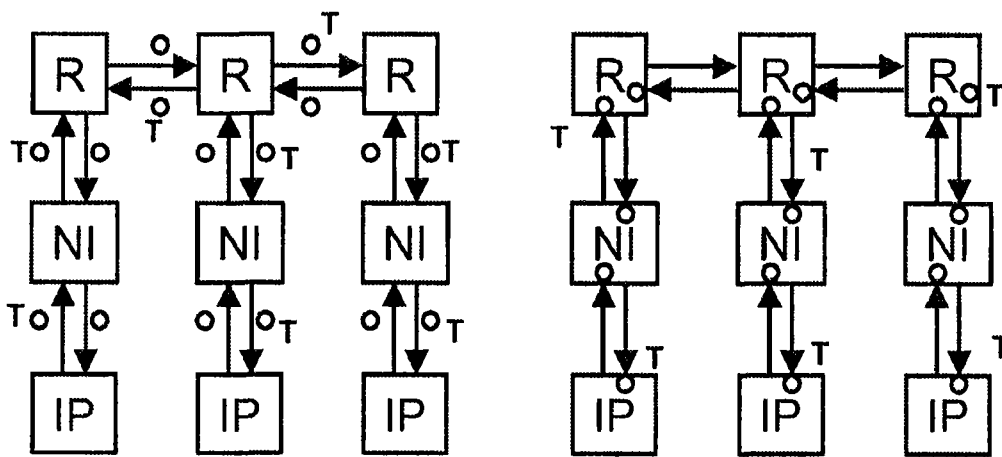 T
R R R R R R
T T
T T
T T T T
NI NI NI NI NI NI
T
T T T T T
IP IP IP IP IP IP